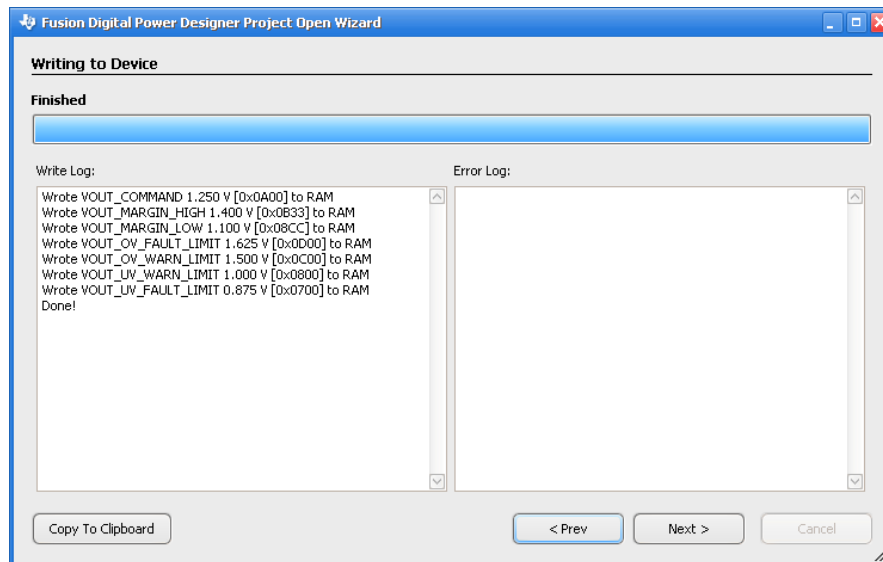 Fusion Digital Power Designer Project Open Wizard
Writing to Device
Finished
Write Log:
Wrote VOUT_COMMAND 1.250 V [0x0A00] to RAM
Wrote VOUT_MARGIN_HIGH 1.400 V [0x0B33] to RAM
Wrote VOUT_MARGIN_LOW 1.100 V [0x08CC] to RAM
Wrote VOUT_OV_FAULT_LIMIT 1.625 V [0x0D00] to RAM
Wrote VOUT_OV_WARN_LIMIT 1.500 V [0x0C00] to RAM
Wrote VOUT_UV_WARN_LIMIT 1.000 V [0x0800] to RAM
Wrote VOUT_UV_FAULT_LIMIT 0.875 V [0x0700] to RAM
Done!
Error Log:
Copy To Clipboard
< Prev
Next >
Cancel